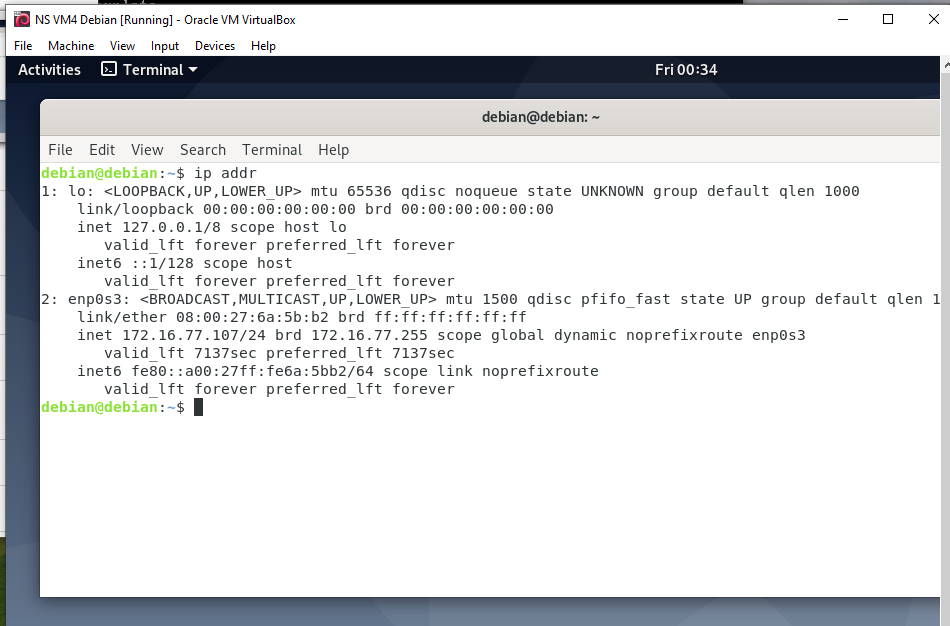 NS VM4 Debian [Running] - Oracle VM VirtualBox
File Machine View Input Devices Help
Activities Terminal Fri 00:34
debian@debian: ~
File Edit View Search Terminal Help
debian@debian:~$ ip addr
1: lo: <LOOPBACK,UP,LOWER_UP> mtu 65536 qdisc noqueue state UNKNOWN group default qlen 1000
    link/loopback 00:00:00:00:00:00 brd 00:00:00:00:00:00
    inet 127.0.0.1/8 scope host lo
       valid_lft forever preferred_lft forever
    inet6 ::1/128 scope host
       valid_lft forever preferred_lft forever
2: enp0s3: <BROADCAST,MULTICAST,UP,LOWER_UP> mtu 1500 qdisc pfifo_fast state UP group default qlen 1
    link/ether 08:00:27:6a:5b:b2 brd ff:ff:ff:ff:ff:ff
    inet 172.16.77.107/24 brd 172.16.77.255 scope global dynamic noprefixroute enp0s3
       valid_lft 7137sec preferred_lft 7137sec
    inet6 fe80::a00:27ff:fe6a:5bb2/64 scope link noprefixroute
       valid_lft forever preferred_lft forever
debian@debian:~$